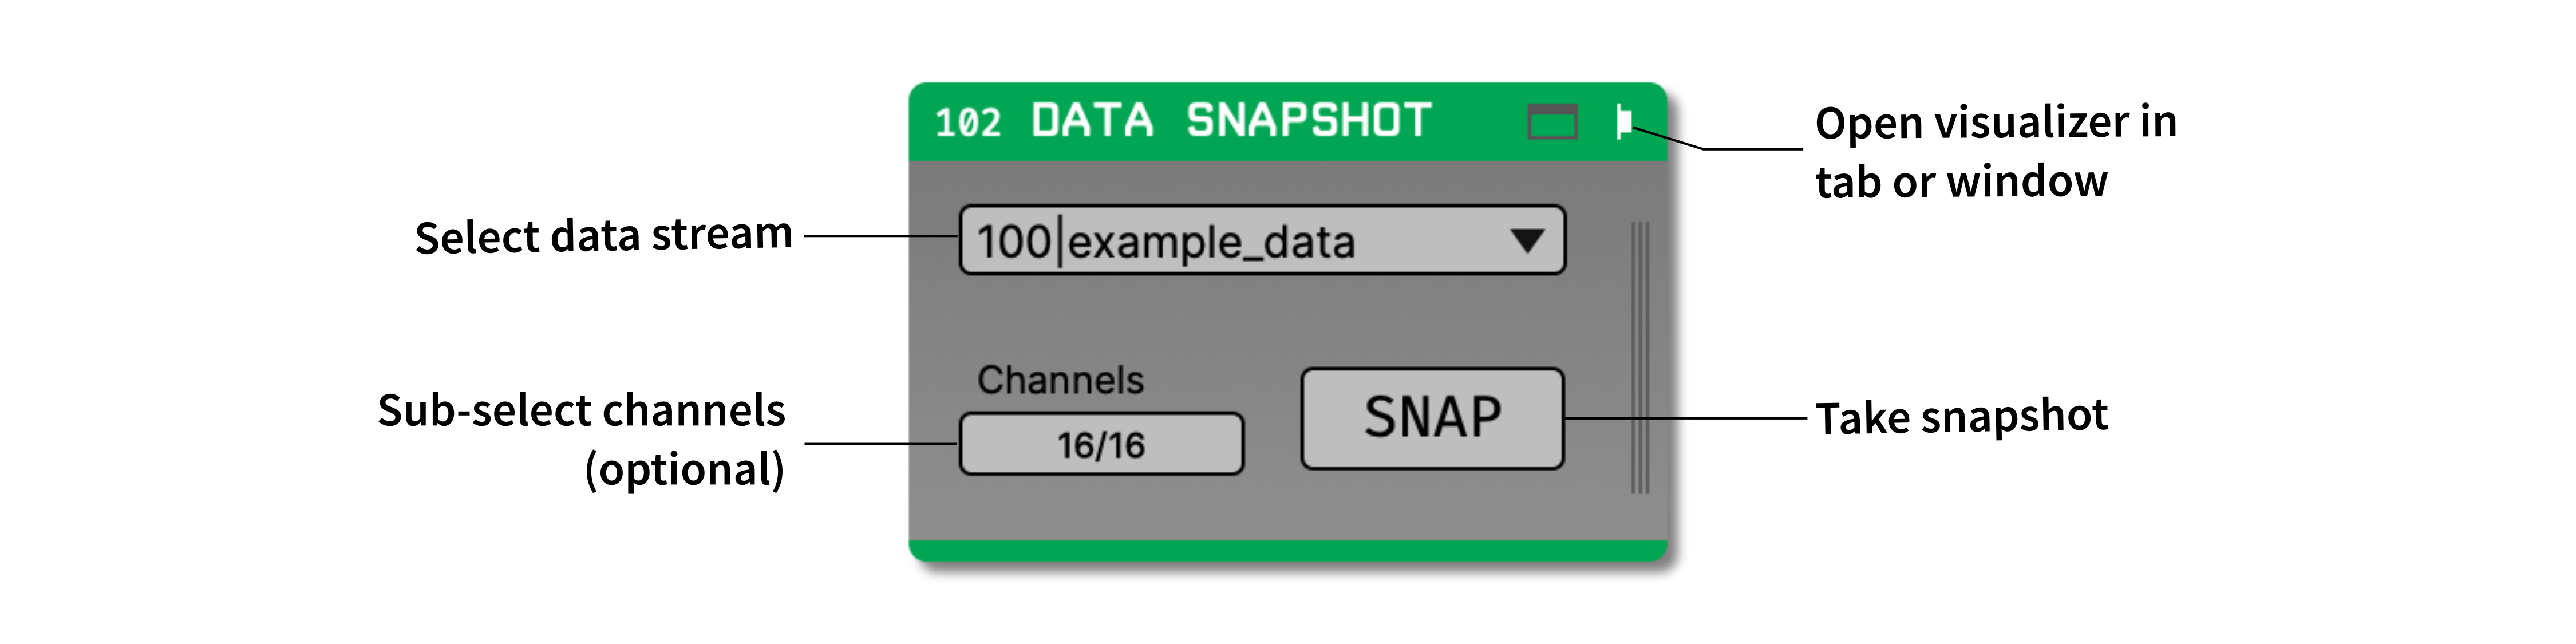 102 DATA SNAPSHOT
Open visualizer in
tab or window
Select data stream
100|example_data
Channels
Sub-select channels
(optional)
16/16
SNAP
Take snapshot